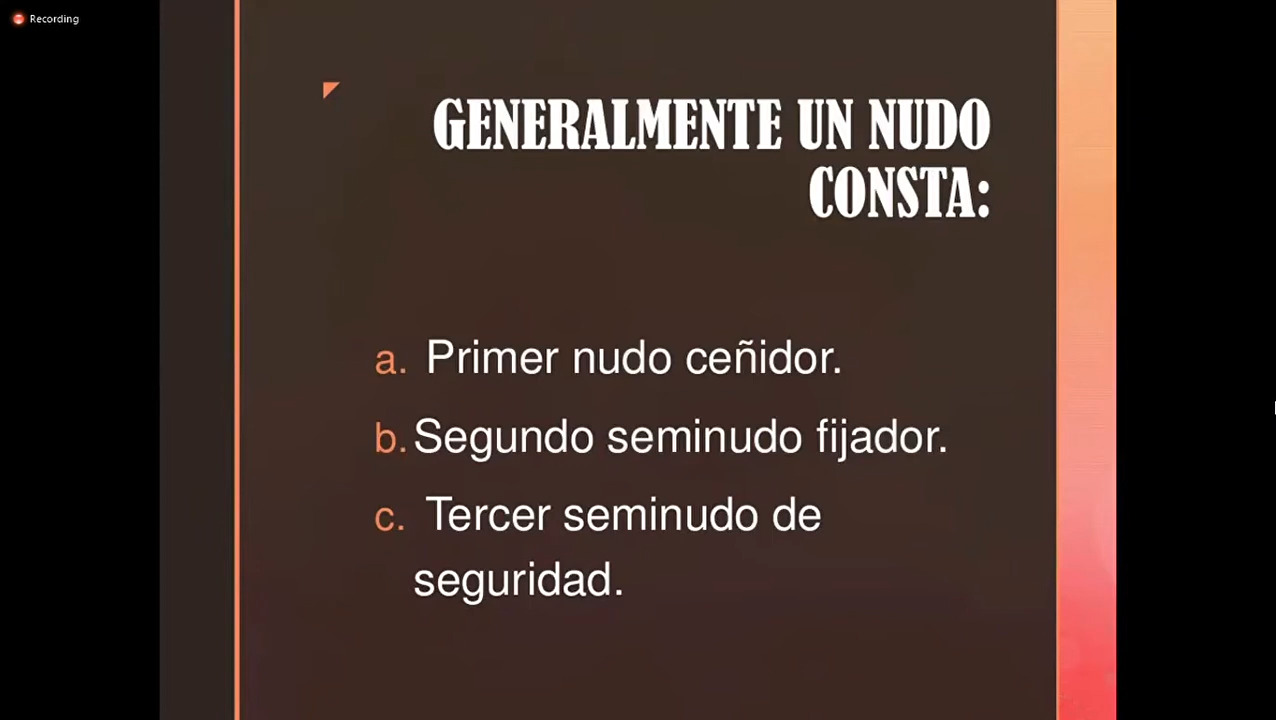 Recording
GENERALMENTE UN NUDO
CONSTA:
a. Primer nudo ceñidor.
b. Segundo seminudo fijador.
c. Tercer seminudo de
seguridad.